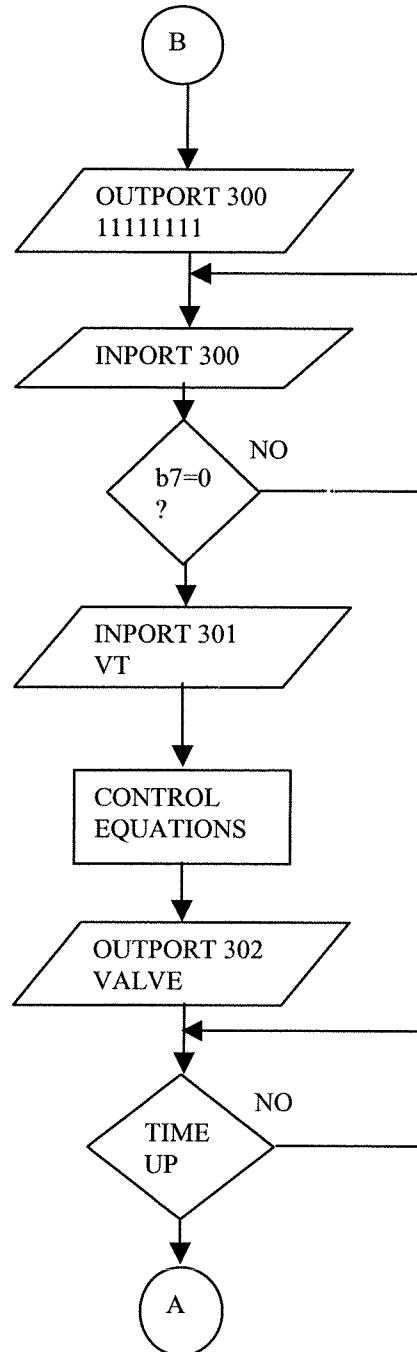 B
OUTPORT 300
11111111
INPORT 300
NO
b7=0
?
INPORT 301
VT
CONTROL
EQUATIONS
OUTPORT 302
VALVE
NO
TIME
UP
A